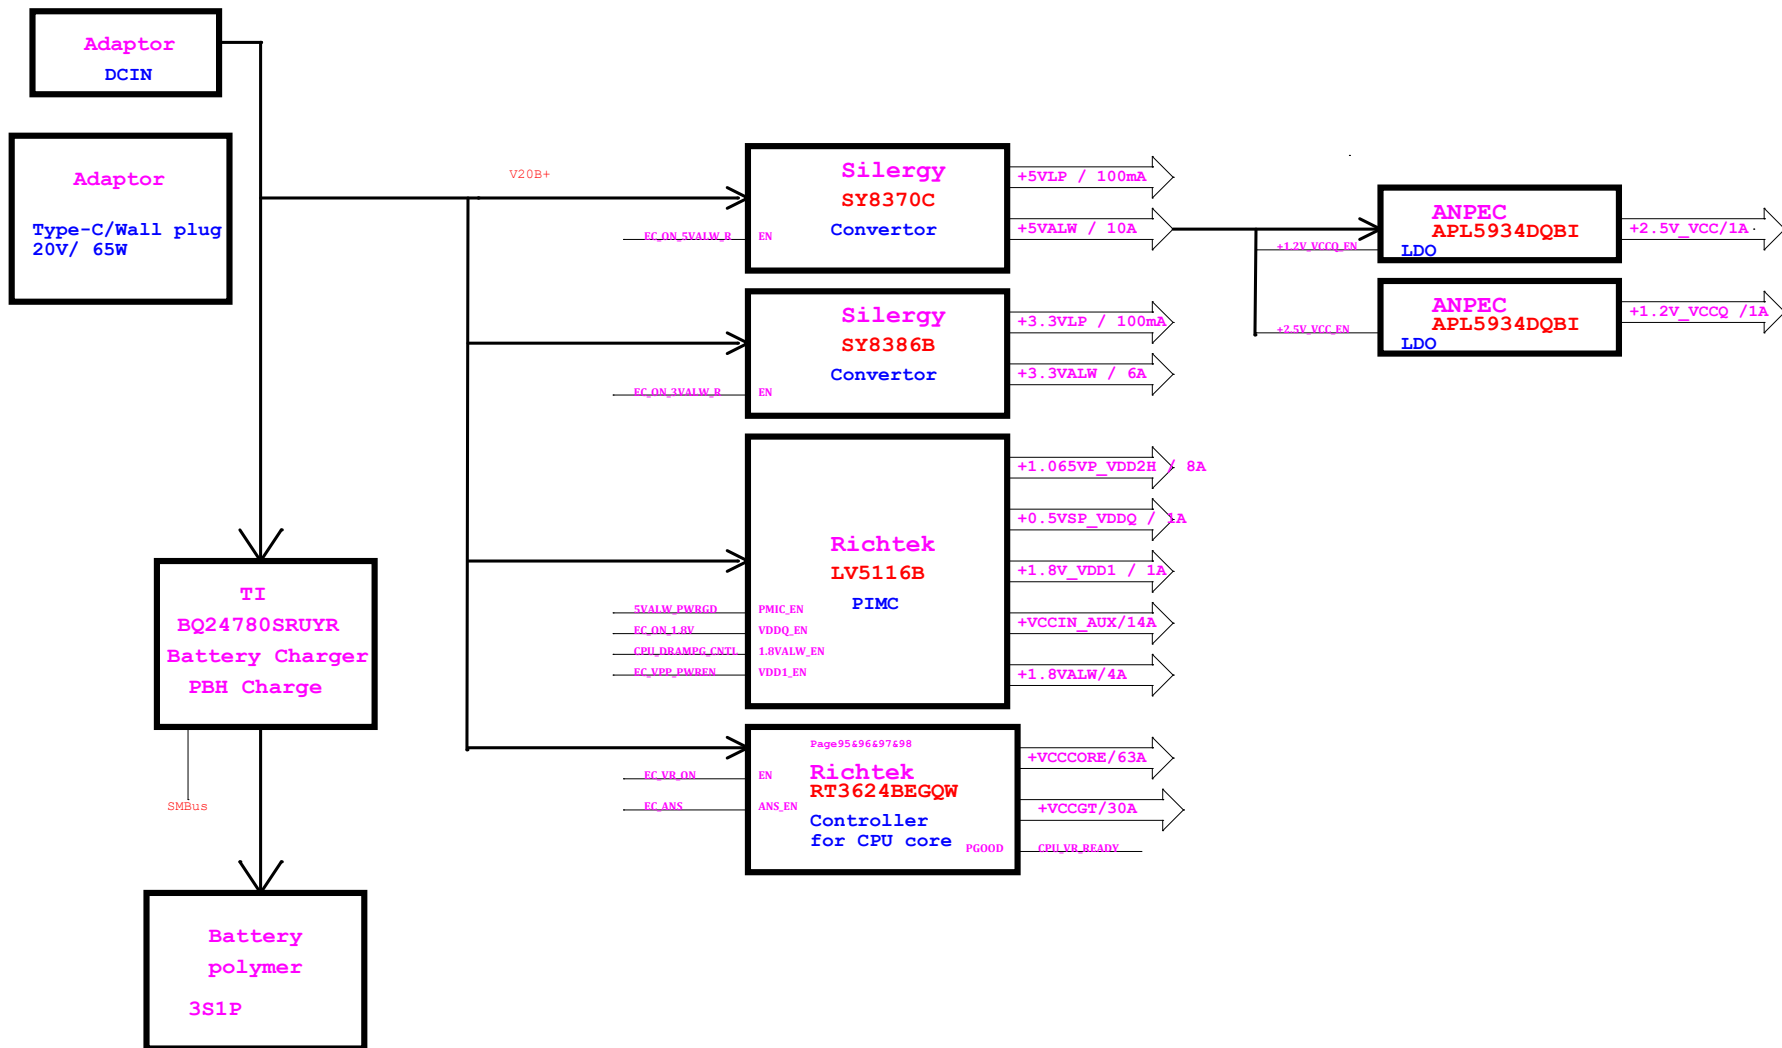 Adaptor
DCIN
Adaptor
Type-C/Wall plug
20V/ 65W
TI
BQ24780SRUYR
Battery Charger
PBH Charge
SMBus
Battery
polymer
3S1P
V20B+
Silergy
SY8370C
Convertor
EC_ON_5VALW_R
EN
+5VLP / 100mA
+5VALW / 10A
Silergy
SY8386B
Convertor
EC_ON_3VALW_R
EN
+3.3VLP / 100mA
+3.3VALW / 6A
Richtek
LV5116B
PIMC
5VALW_PWRGD
PMIC_EN
EC_ON_1.8V
VDDQ_EN
CPU_DRAMPG_CNTL
1.8VALW_EN
EC_VPP_PWREN
VDD1_EN
+1.065VP_VDD2H / 8A
+0.5VSP_VDDQ / 1A
+1.8V_VDD1 / 1A
+VCCIN_AUX/14A
+1.8VALW/4A
Page95&96&97&98
Richtek
RT3624BEGQW
Controller
for CPU core
EC_VR_ON
EN
EC_ANS
ANS_EN
PGOOD
CPU_VR_READY
+VCCCORE/63A
+VCCGT/30A
ANPEC
APL5934DQBI
LDO
+1.2V_VCCQ_EN
+2.5V_VCC/1A
ANPEC
APL5934DQBI
LDO
+2.5V_VCC_EN
+1.2V_VCCQ /1A